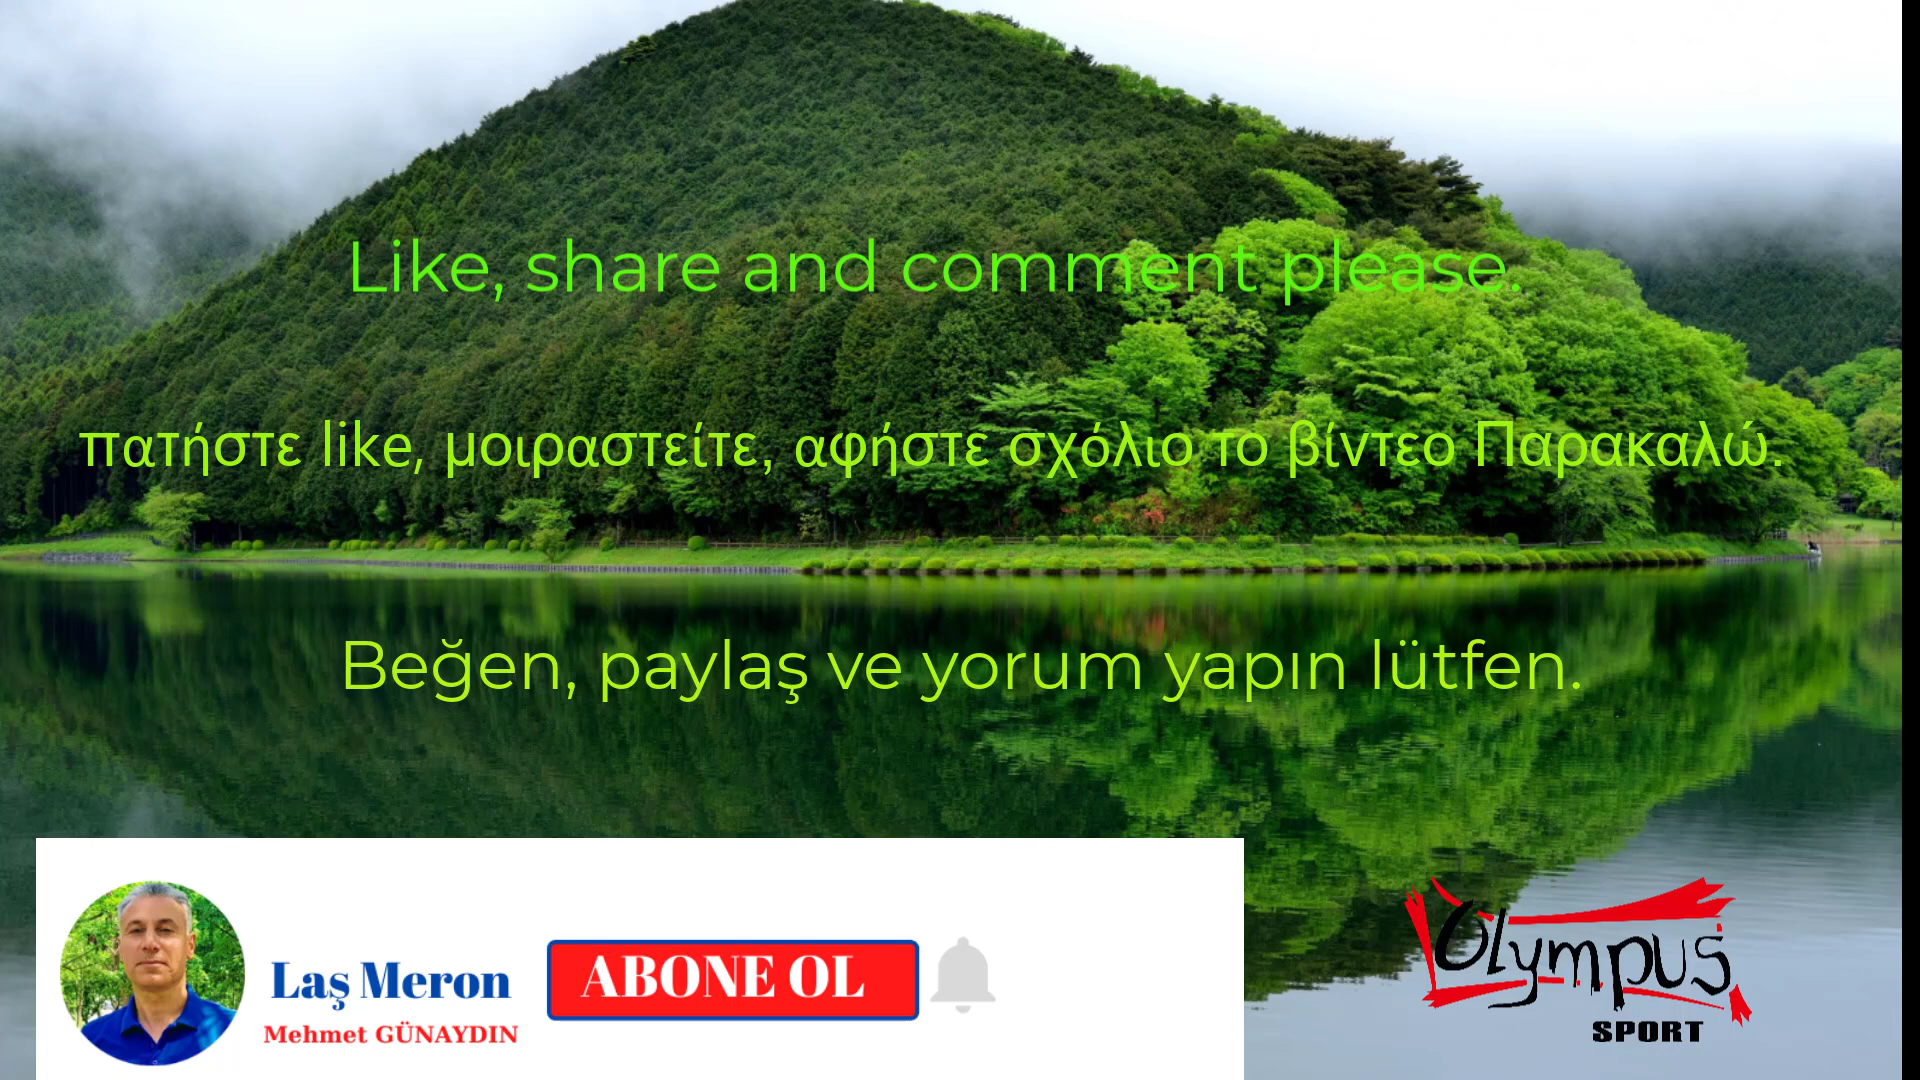 Like, share and comment please.
πατήστε like, μοιραστείτε, αφήστε σχόλιο το βίντεο Παρακαλώ.
Beğen, paylaş ve yorum yapın lütfen.
Laş Meron
Mehmet GÜNAYDIN
ABONE OL
Olympus
SPORT